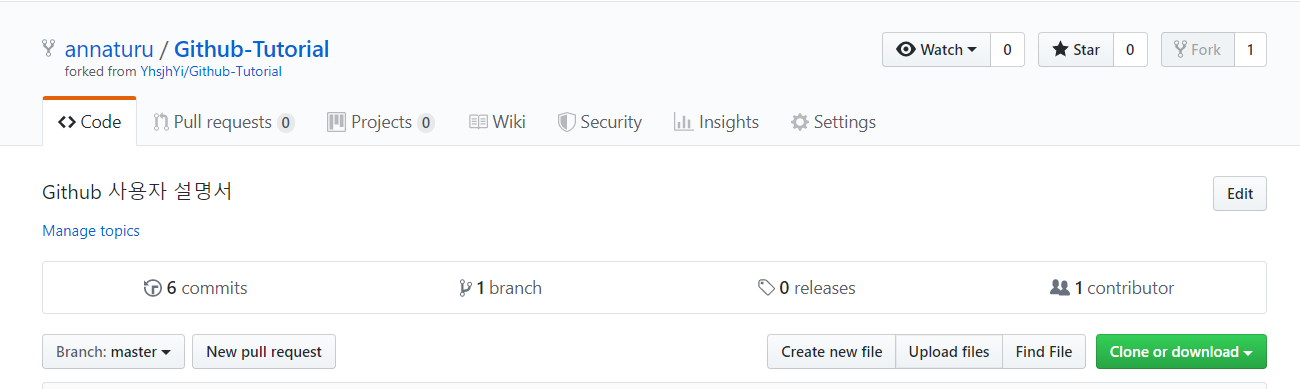 annaturu / Github-Tutorial
forked from YhsjhYi/Github-Tutorial
Watch 0 Star 0 Fork 1
Code Pull requests 0 Projects 0 Wiki Security Insights Settings
Github 사용자 설명서
Edit
Manage topics
6 commits 1 branch 0 releases 1 contributor
Branch: master New pull request Create new file Upload files Find File Clone or download